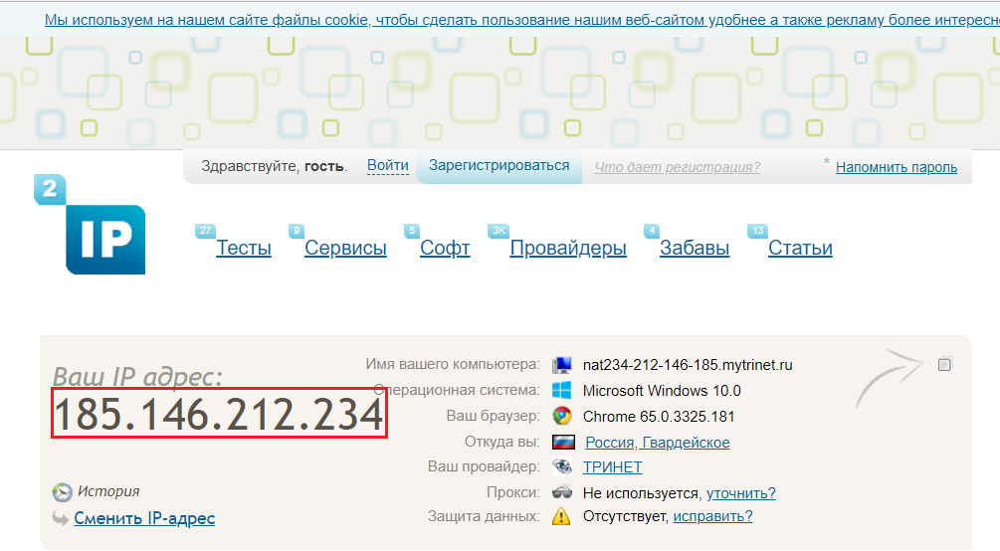 Мы используем на нашем сайте файлы cookie, чтобы сделать пользование нашим веб-сайтом удобнее а также рекламу более интересн
Здравствуйте, гость. Войти Зарегистрироваться Что дает регистрация? * Напомнить пароль
2
IP
27 Тесты 9 Сервисы 5 Софт 3K Провайдеры 4 Забавы 13 Статьи
Ваш IP адрес:
185.146.212.234
История
Сменить IP-адрес
Имя вашего компьютера: nat234-212-146-185.mytrinet.ru
Операционная система: Microsoft Windows 10.0
Ваш браузер: Chrome 65.0.3325.181
Откуда вы: Россия, Гвардейское
Ваш провайдер: ТРИНЕТ
Прокси: Не используется, уточнить?
Защита данных: Отсутствует, исправить?